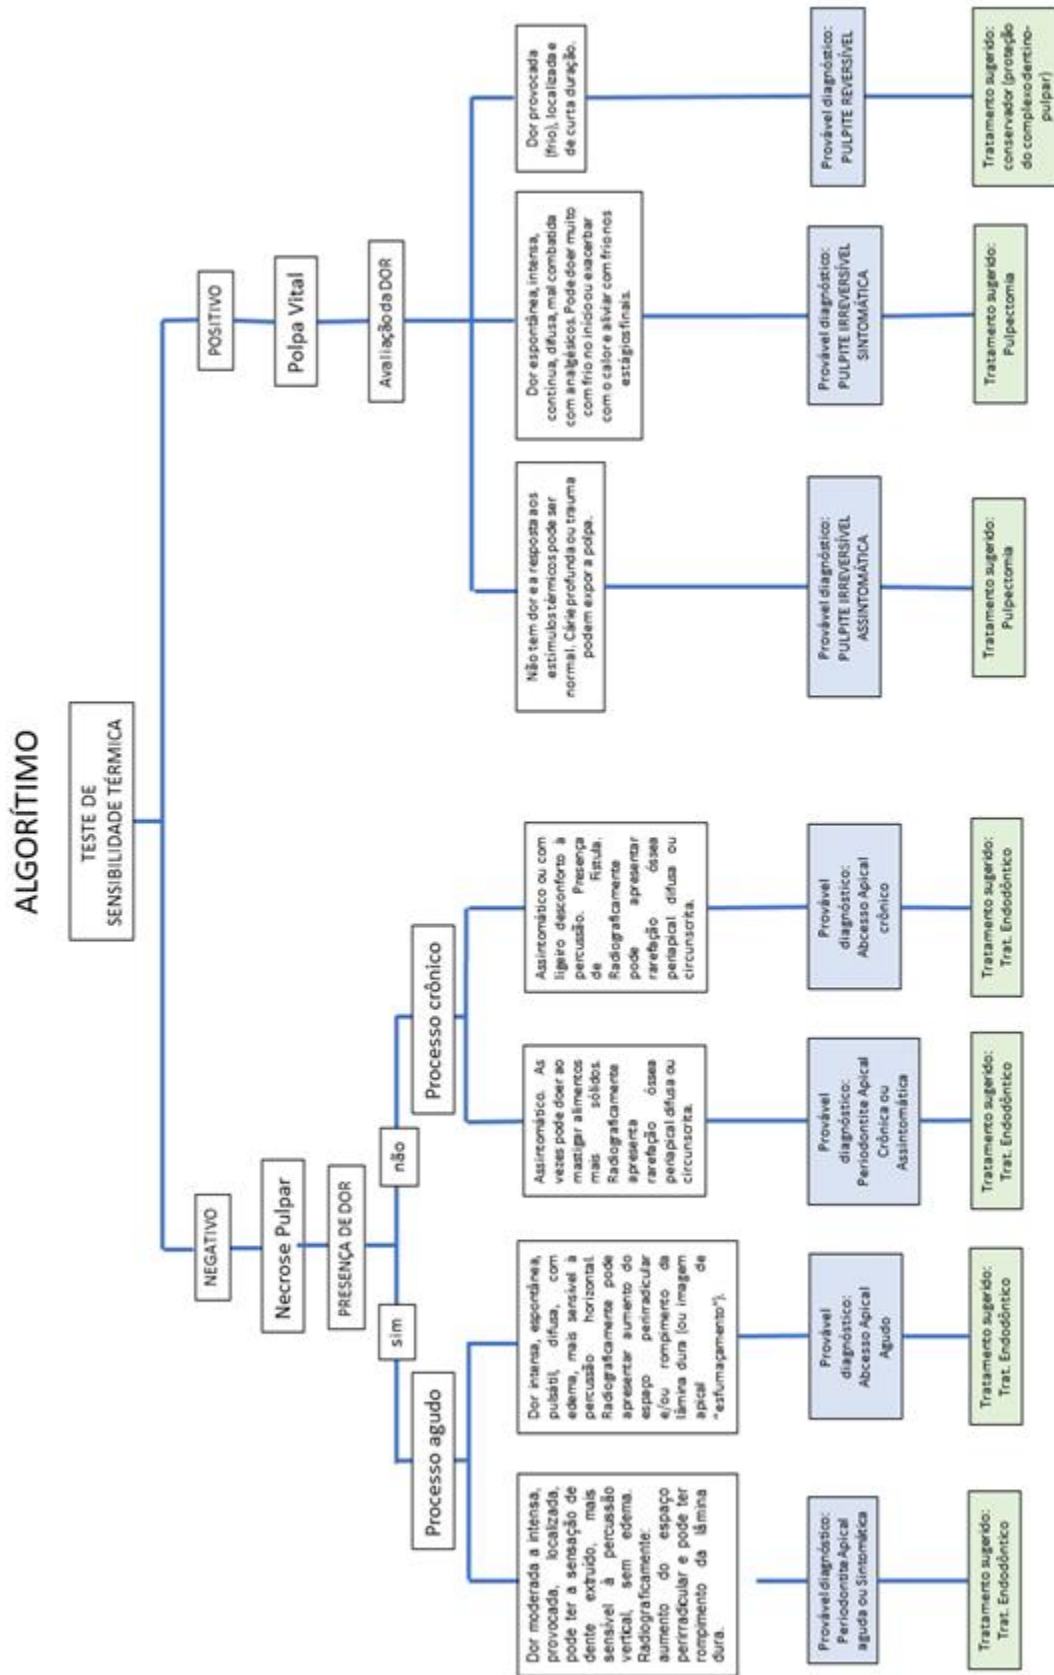 ALGORÍTIMO
TESTE DE
SENSIBILIDADE TÉRMICA
NEGATIVO
Necrose Pulpar
PRESENÇA DE DOR
sim
não
Processo agudo
Processo crônico
Dor moderada a intensa,
provocada, localizada,
pode ter a sensação de
dente extruído, mais
sensível à percussão
vertical, sem edema.
Radiograficamente:
aumento do espaço
perirradicular e pode ter
rompimento da lâmina
dura.
Dor intensa, espontânea,
pulsátil, difusa, com
edema, mais sensível à
percussão horizontal.
Radiograficamente pode
apresentar aumento do
espaço perirradicular
e/ou rompimento da
lâmina dura (ou imagem
apical de
"esfumaçamento").
Assintomático. As
vezes pode doer ao
mastigar alimentos
mais sólidos.
Radiograficamente
apresenta
rarefação óssea
periapical difusa ou
circunscrita.
Assintomático ou com
ligeiro desconforto à
percussão. Presença
de Fístula.
Radiograficamente
pode apresentar
rarefação óssea
periapical difusa ou
circunscrita.
Provável diagnóstico:
Periodontite Apical
aguda ou Sintomática
Provável
diagnóstico:
Abcesso Apical
Agudo
Provável
diagnóstico:
Periodontite Apical
Crônica ou
Assintomática
Provável
diagnóstico:
Abcesso Apical
crônico
Tratamento sugerido:
Trat. Endodôntico
Tratamento sugerido:
Trat. Endodôntico
Tratamento sugerido:
Trat. Endodôntico
Tratamento sugerido:
Trat. Endodôntico
POSITIVO
Polpa Vital
Avaliação da DOR
Não tem dor e a resposta aos
estímulos térmicos pode ser
normal. Cárie profunda ou trauma
podem expor a polpa.
Dor espontânea, intensa,
contínua, difusa, mal combatida
com analgésicos. Pode doer muito
com frio no início ou exacerbar
com o calor e aliviar com frio nos
estágios finais.
Dor provocada
(frio), localizada e
de curta duração.
Provável diagnóstico:
PULPITE IRREVERSÍVEL
ASSINTOMÁTICA
Provável diagnóstico:
PULPITE IRREVERSÍVEL
SINTOMÁTICA
Provável diagnóstico:
PULPITE REVERSÍVEL
Tratamento sugerido:
Pulpectomia
Tratamento sugerido:
Pulpectomia
Tratamento sugerido:
conservador (proteção
do complexo dentino-
pulpar)